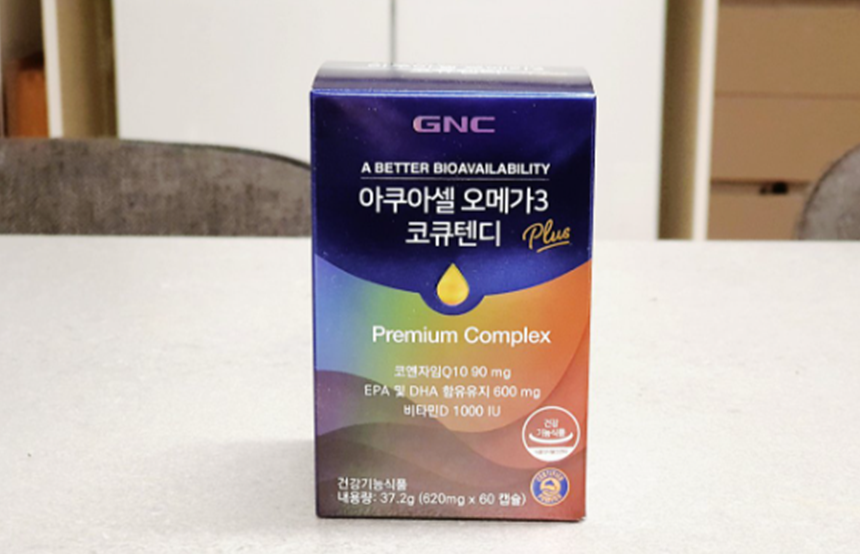 GNC
A BETTER BIOAVAILABILITY
아쿠아셀 오메가3
코큐텐디 Plus
Premium Complex
코엔자임Q10 90 mg
EPA 및 DHA 함유유지 600 mg
비타민D 1000 IU
건강
기능식품
건강기능식품
내용량: 37.2g (620mg x 60 캡슐)